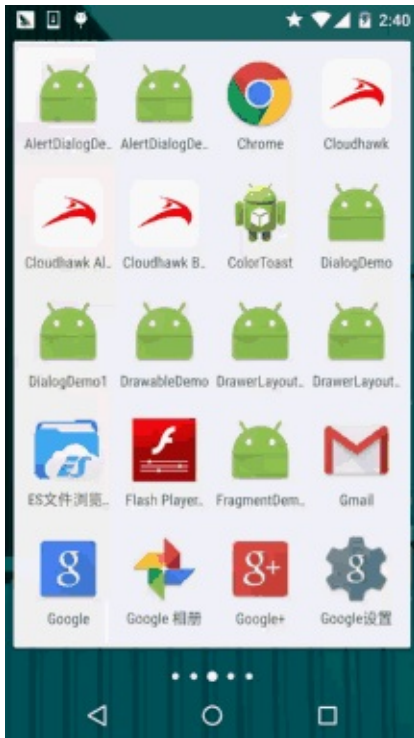 2:40
AlertDialogDe..
AlertDialogDe..
Chrome
Cloudhawk
Cloudhawk Al..
Cloudhawk B..
ColorToast
DialogDemo
DialogDemo1
DrawableDemo
DrawerLayout..
DrawerLayout..
ES文件浏览..
Flash Player..
FragmentDem..
Gmail
Google
Google 相册
Google+
Google设置